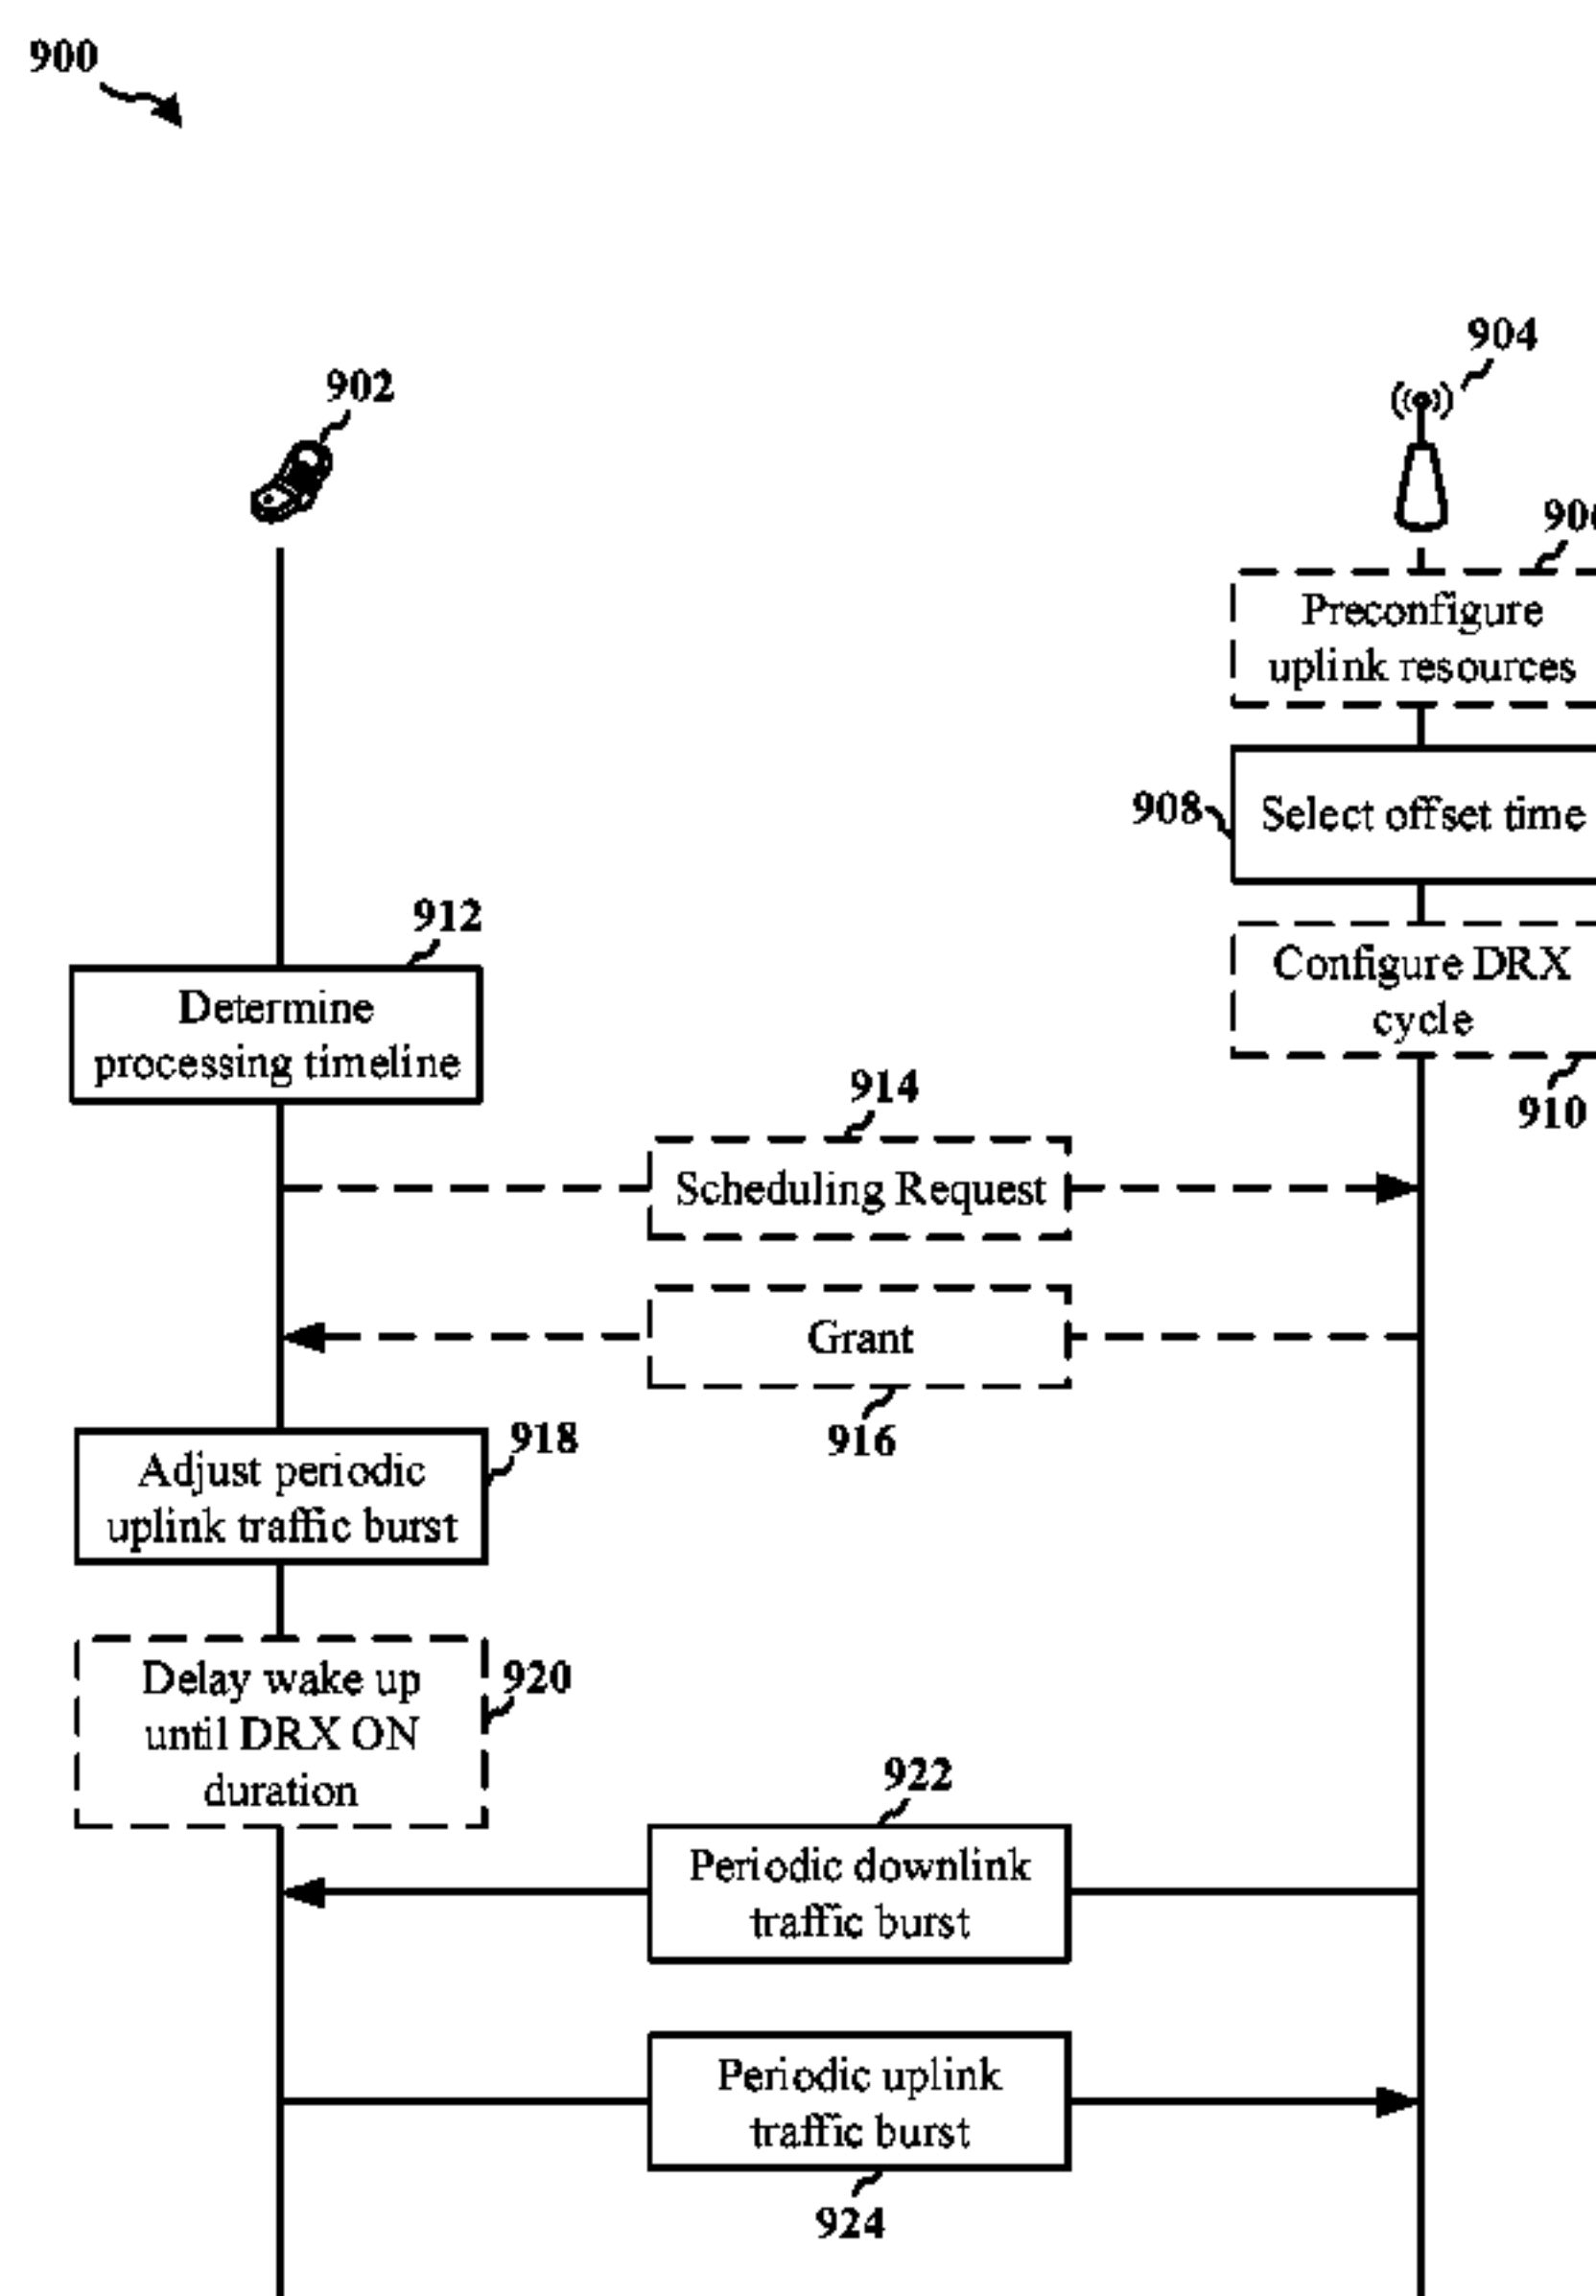 900
904
902
906
Preconfigure
uplink resources
908
Select offset time
912
Configure DRX
cycle
Determine
processing timeline
910
914
Scheduling Request
Grant
916
918
Adjust periodic
uplink traffic burst
920
Delay wake up
until DRX ON
duration
922
Periodic downlink
traffic burst
Periodic uplink
traffic burst
924